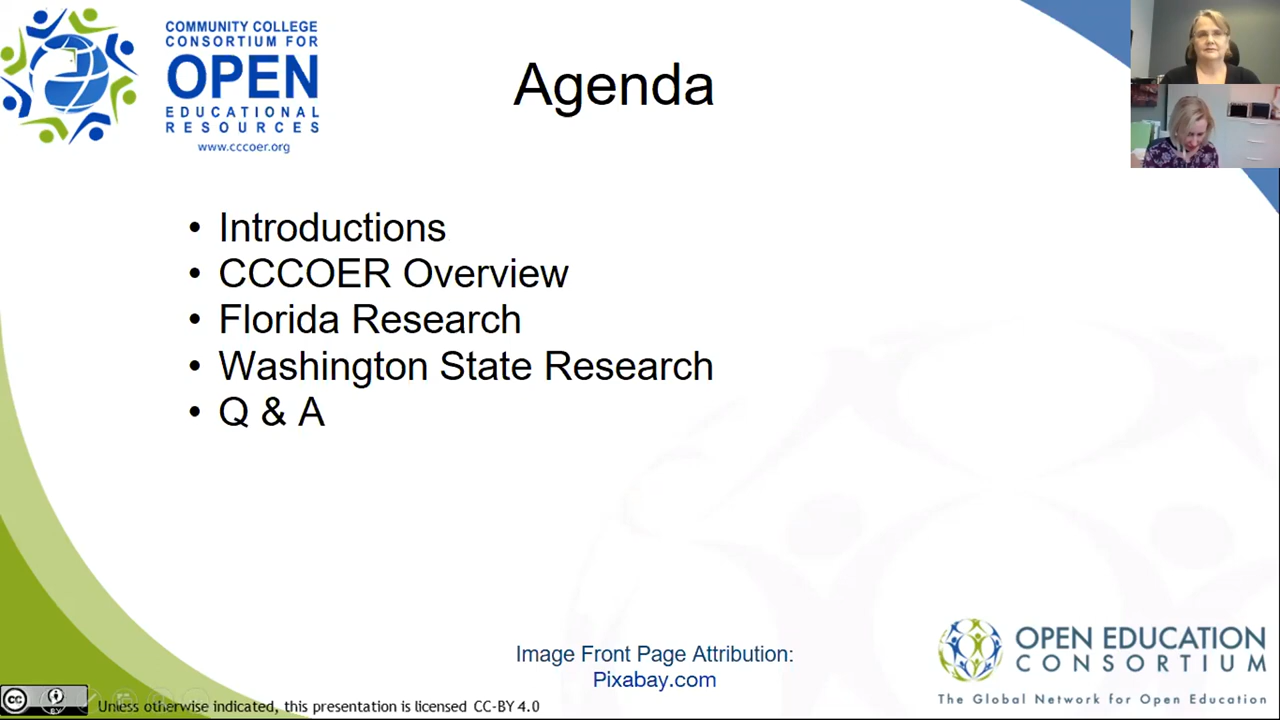 COMMUNITY COLLEGE
CONSORTIUM FOR
OPEN
EDUCATIONAL
RESOURCES
www.cccoer.org
Agenda
• Introductions
• CCCOER Overview
• Florida Research
• Washington State Research
• Q & A
Image Front Page Attribution:
Pixabay.com
OPEN EDUCATION
CONSORTIUM
The Global Network for Open Education
cc
Unless otherwise indicated, this presentation is licensed CC-BY 4.0